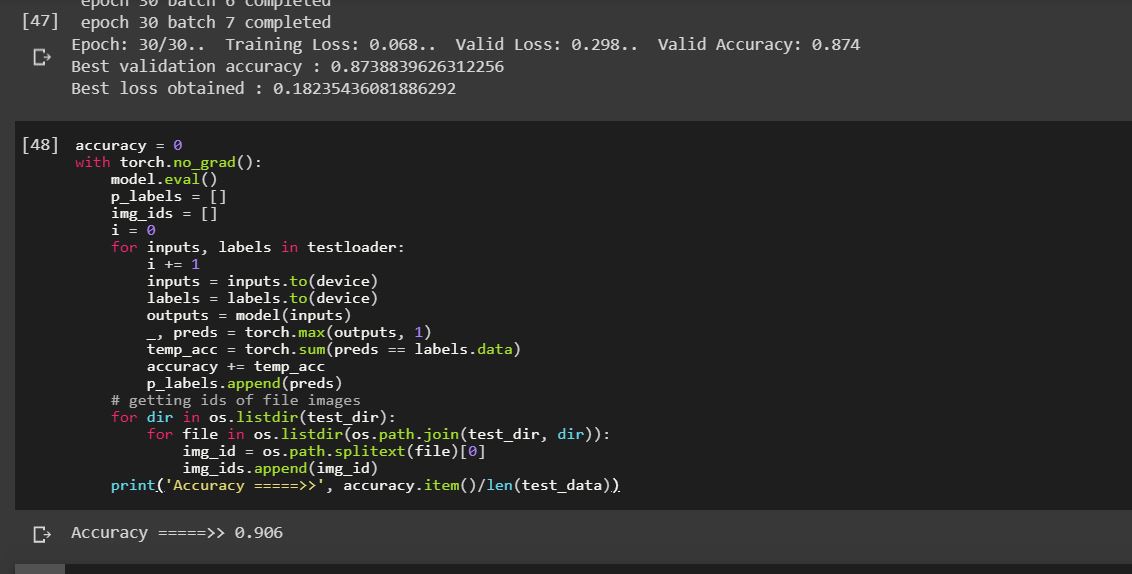 epoch 30 batch 6 completed
[47] epoch 30 batch 7 completed
Epoch: 30/30.. Training Loss: 0.068.. Valid Loss: 0.298.. Valid Accuracy: 0.874
Best validation accuracy : 0.8738839626312256
Best loss obtained : 0.18235436081886292
[48] accuracy = 0
with torch.no_grad():
    model.eval()
    p_labels = []
    img_ids = []
    i = 0
    for inputs, labels in testloader:
        i += 1
        inputs = inputs.to(device)
        labels = labels.to(device)
        outputs = model(inputs)
        _, preds = torch.max(outputs, 1)
        temp_acc = torch.sum(preds == labels.data)
        accuracy += temp_acc
        p_labels.append(preds)
    # getting ids of file images
    for dir in os.listdir(test_dir):
        for file in os.listdir(os.path.join(test_dir, dir)):
            img_id = os.path.splitext(file)[0]
            img_ids.append(img_id)
    print('Accuracy =====>>', accuracy.item()/len(test_data))
Accuracy =====>> 0.906